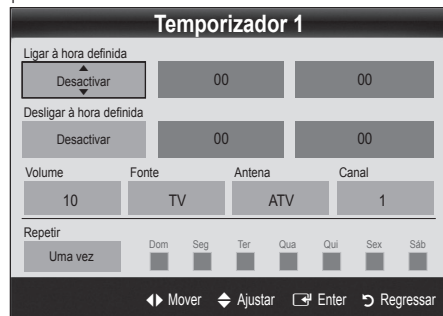 Temporizador 1
Ligar à hora definida
Desactivar 00 00
Desligar à hora definida
Desactivar 00 00
Volume Fonte Antena Canal
10 TV ATV 1
Repetir
Dom Seg Ter Qua Qui Sex Sáb
Uma vez
Mover Ajustar Enter Regressar